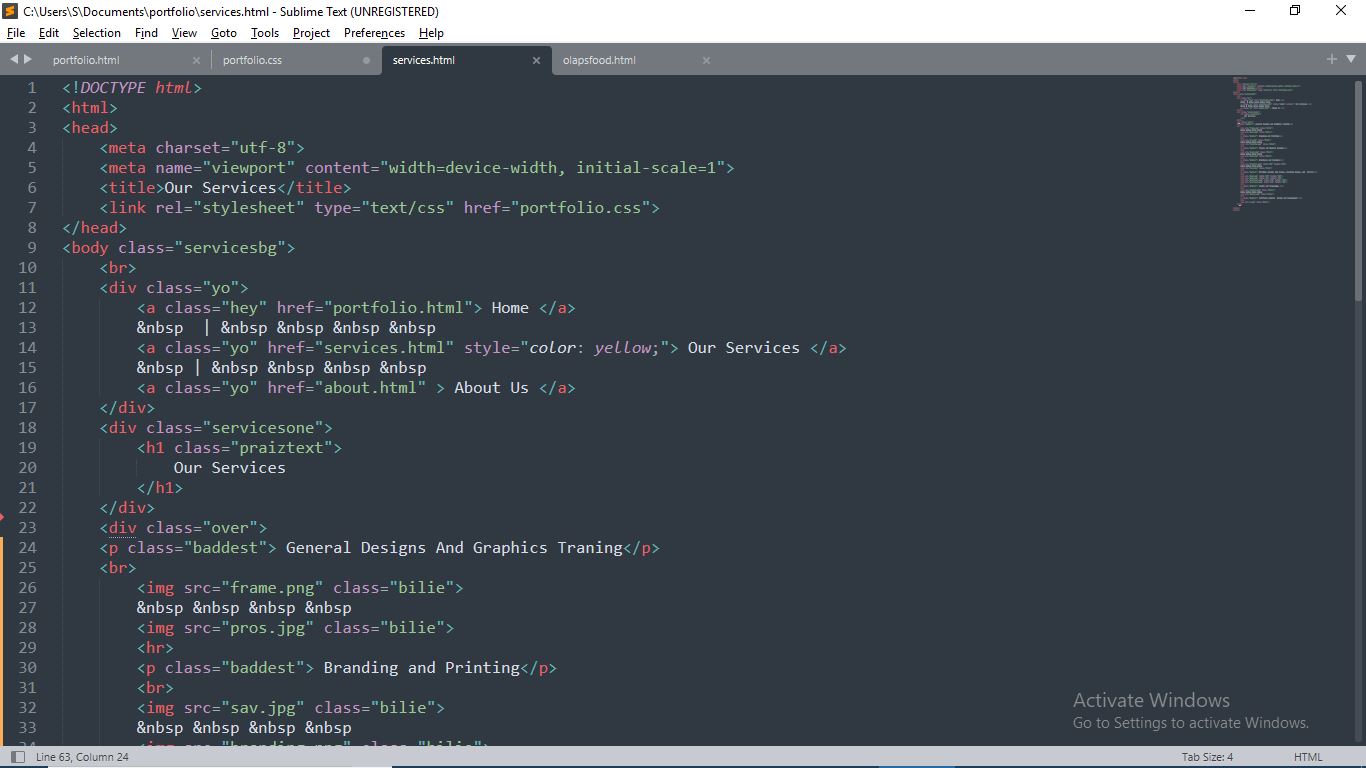 C:\Users\S\Documents\portfolio\services.html - Sublime Text (UNREGISTERED)
File Edit Selection Find View Goto Tools Project Preferences Help
portfolio.html portfolio.css services.html olapsfood.html
1 <!DOCTYPE html>
2 <html>
3 <head>
4 <meta charset="utf-8">
5 <meta name="viewport" content="width=device-width, initial-scale=1">
6 <title>Our Services</title>
7 <link rel="stylesheet" type="text/css" href="portfolio.css">
8 </head>
9 <body class="servicesbg">
10 <br>
11 <div class="yo">
12 <a class="hey" href="portfolio.html"> Home </a>
13 &nbsp | &nbsp &nbsp &nbsp &nbsp
14 <a class="yo" href="services.html" style="color: yellow;"> Our Services </a>
15 &nbsp | &nbsp &nbsp &nbsp &nbsp
16 <a class="yo" href="about.html" > About Us </a>
17 </div>
18 <div class="servicesone">
19 <h1 class="praiztext">
20 Our Services
21 </h1>
22 </div>
23 <div class="over">
24 <p class="baddest"> General Designs And Graphics Traning</p>
25 <br>
26 <img src="frame.png" class="bilie">
27 &nbsp &nbsp &nbsp &nbsp
28 <img src="pros.jpg" class="bilie">
29 <hr>
30 <p class="baddest"> Branding and Printing</p>
31 <br>
32 <img src="sav.jpg" class="bilie">
33 &nbsp &nbsp &nbsp &nbsp
Activate Windows
Go to Settings to activate Windows.
Line 63, Column 24 Tab Size: 4 HTML